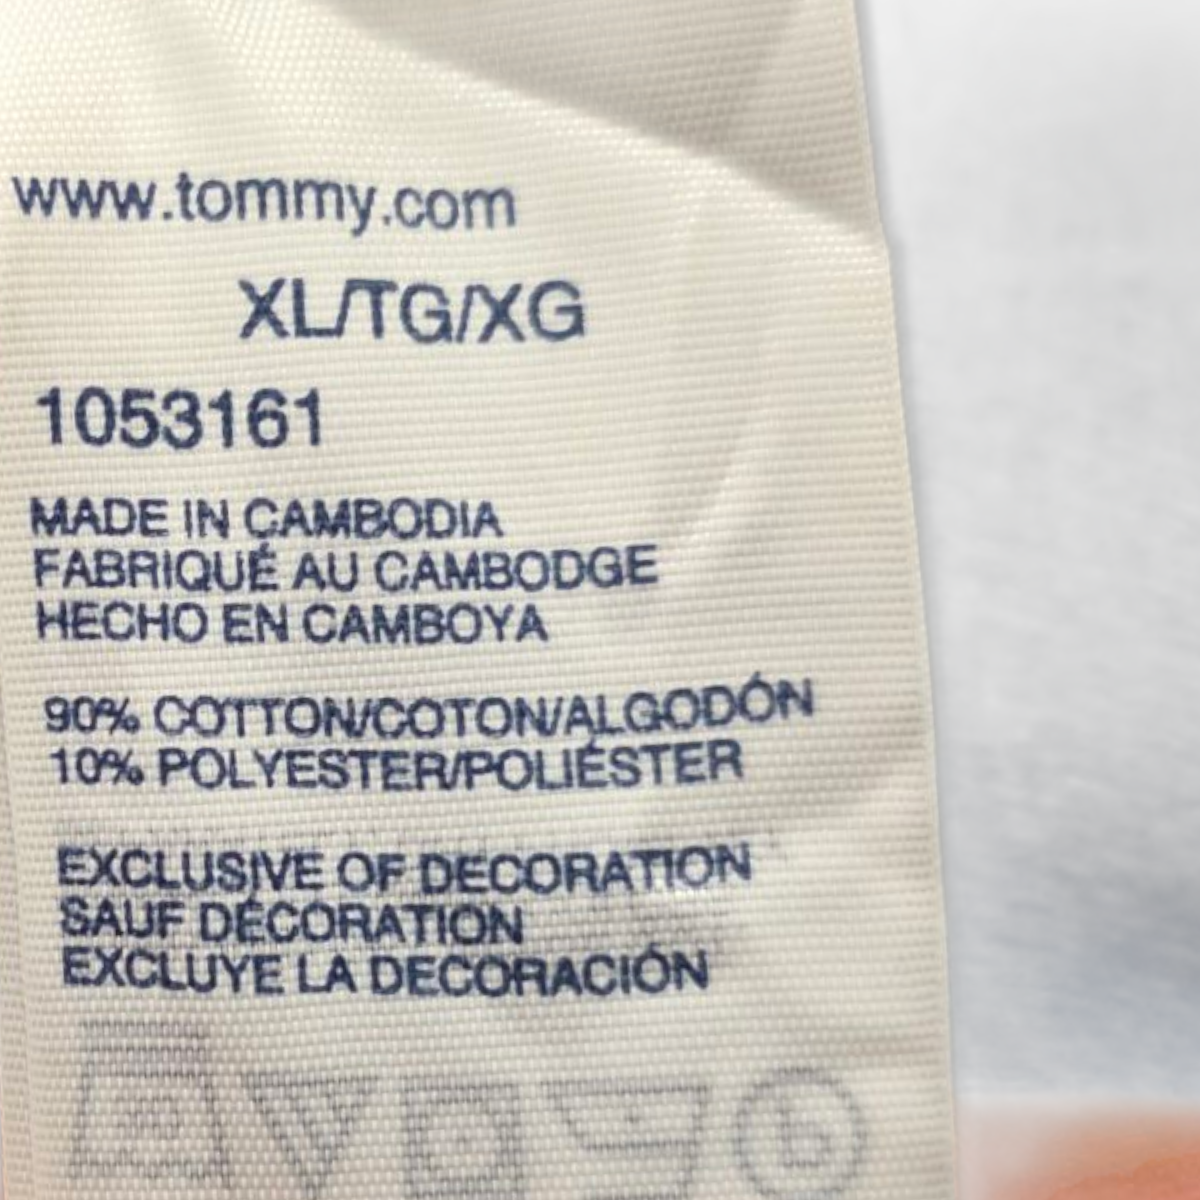 www.tommy.com
XL/TG/XG
1053161
MADE IN CAMBODIA
FABRIQUÉ AU CAMBODGE
HECHO EN CAMBOYA
90% COTTON/COTON/ALGODÓN
10% POLYESTER/POLIÉSTER
EXCLUSIVE OF DECORATION
SAUF DÉCORATION
EXCLUYE LA DECORACIÓN